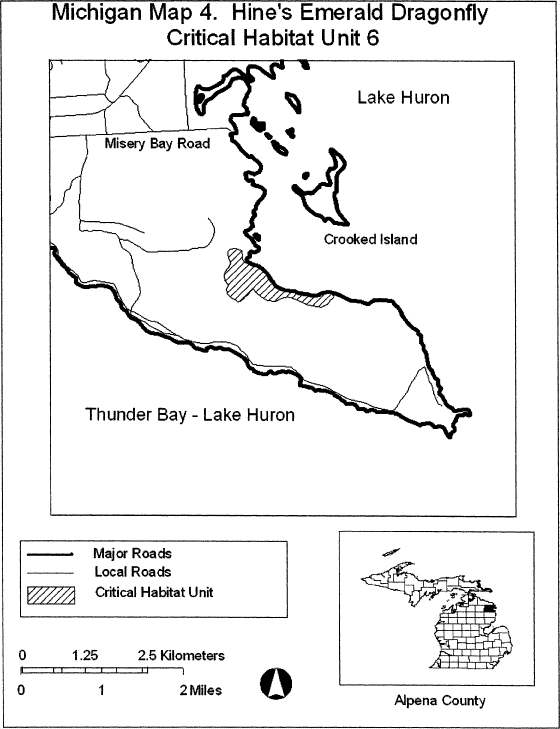 Michigan Map 4. Hine's Emerald Dragonfly
Critical Habitat Unit 6
Lake Huron
Misery Bay Road
Crooked Island
Thunder Bay - Lake Huron
Major Roads
Local Roads
Critical Habitat Unit
0 1.25 2.5 Kilometers
0 1 2 Miles
Alpena County